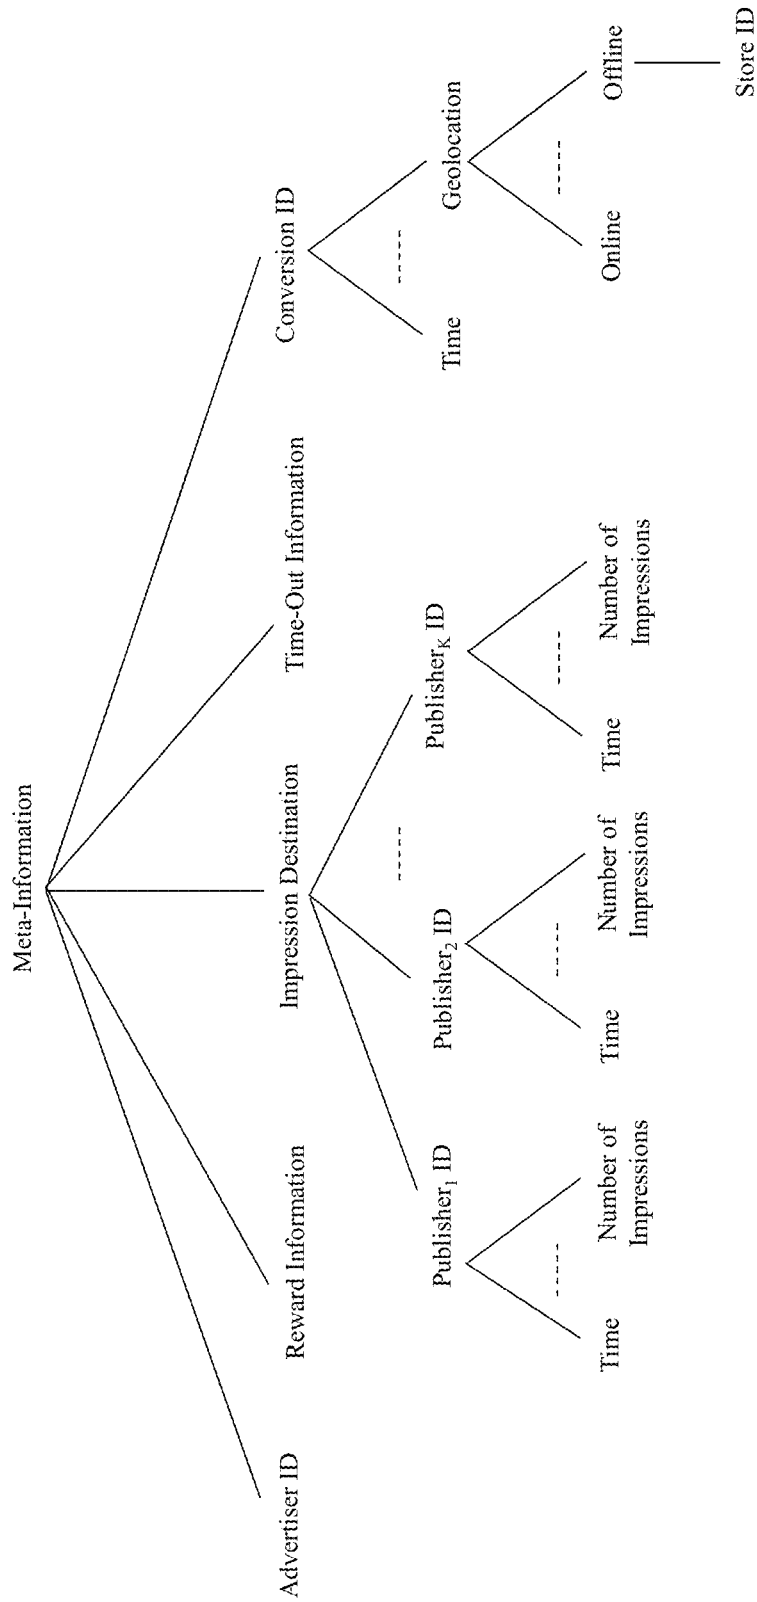 Meta-Information
Advertiser ID
Reward Information
Impression Destination
Time-Out Information
Conversion ID
Publisher₁ ID
Publisher₂ ID
-----
Publisher_K ID
Time
-----
Geolocation
Time
-----
Number of
Impressions
Time
-----
Number of
Impressions
Time
-----
Number of
Impressions
Online
-----
Offline
Store ID